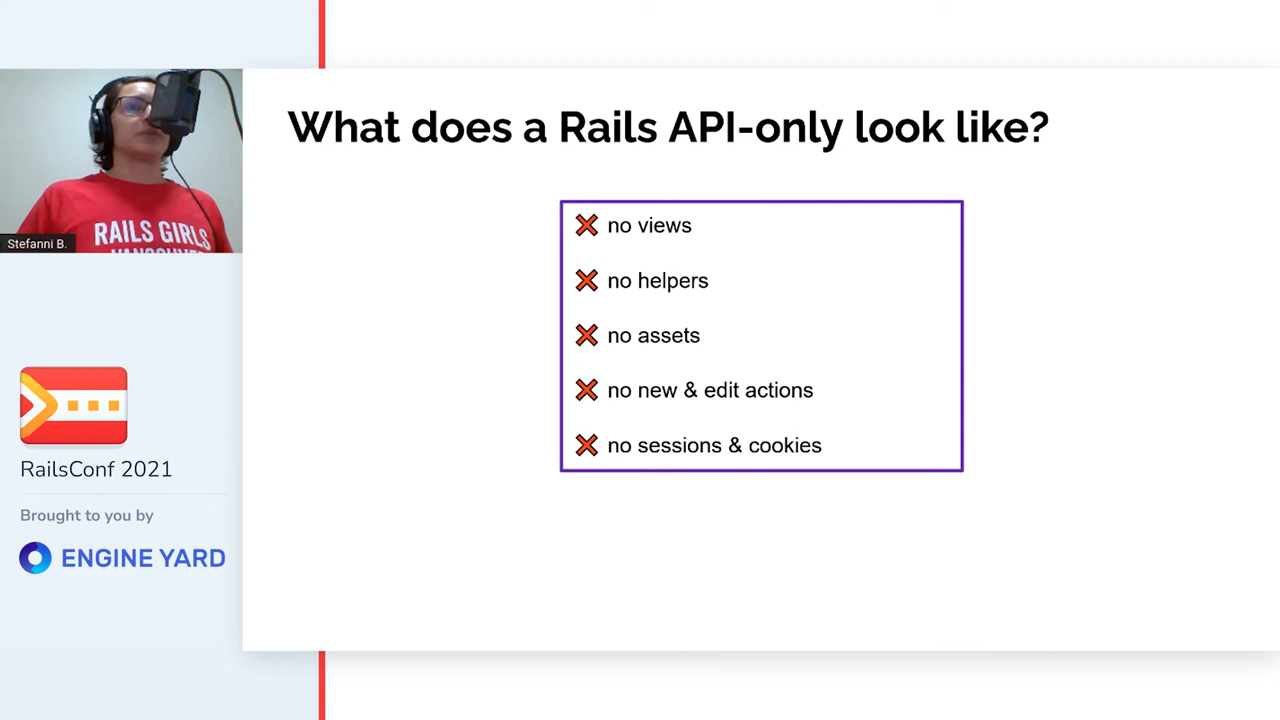 What does a Rails API-only look like?
no views
no helpers
no assets
no new & edit actions
no sessions & cookies
RAILS GIRLS
VANCOUVER
Stefanni B.
RailsConf 2021
Brought to you by
ENGINE YARD